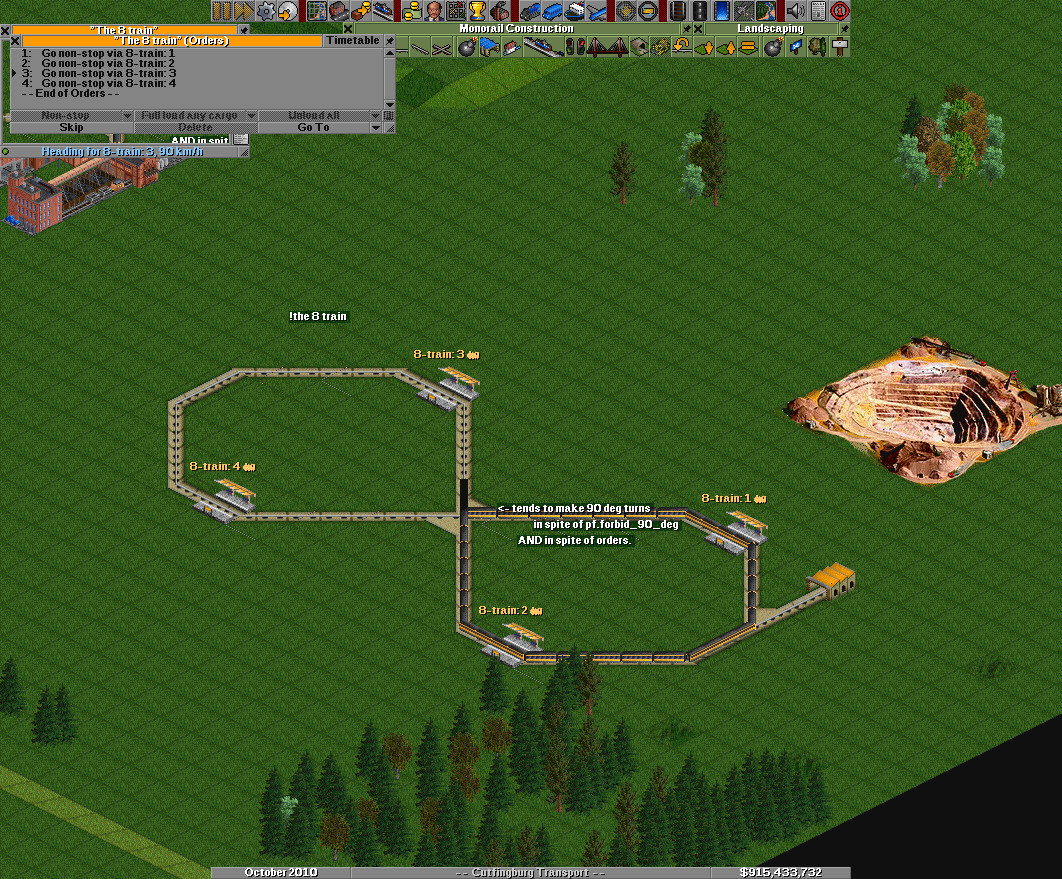 "The 8 train"
Monorail Construction
Landscaping
"The 8 train" (Orders)
Timetable
1: Go non-stop via 8-train: 1
2: Go non-stop via 8-train: 2
3: Go non-stop via 8-train: 3
4: Go non-stop via 8-train: 4
- - End of Orders - -
Non-stop
Full load any cargo
Unload all
Skip
Delete
Go To
AND in spit
Heading for 8-train: 3, 90 km/h
!the 8 train
8-train: 3
8-train: 4
8-train: 1
<- tends to make 90 deg turns
in spite of pf.forbid_90_deg
AND in spite of orders.
8-train: 2
October 2010
- - Cutfingburg Transport - -
$915,433,732